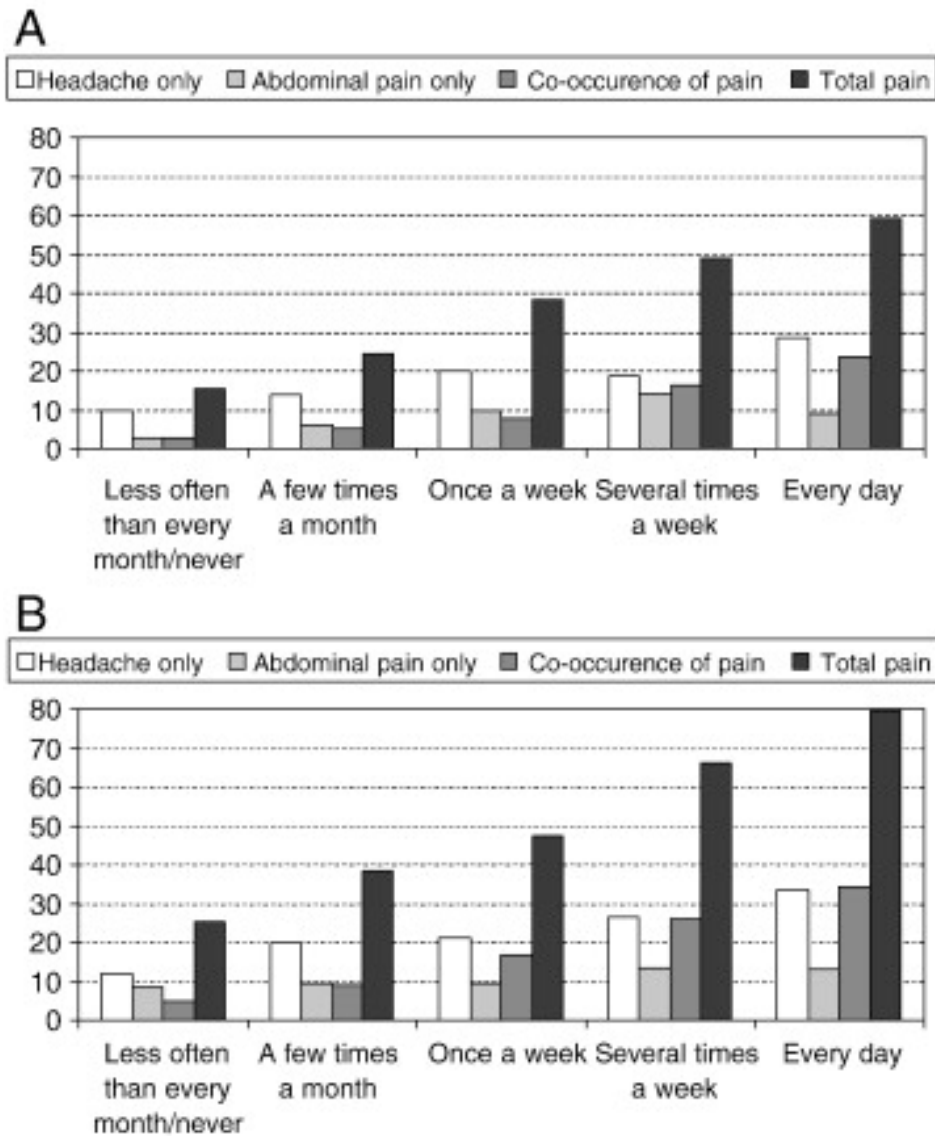 A
Headache only Abdominal pain only Co-occurence of pain Total pain
80
70
60
50
40
30
20
10
0
Less often A few times Once a week Several times Every day
than every a month a week
month/never
B
Headache only Abdominal pain only Co-occurence of pain Total pain
80
70
60
50
40
30
20
10
0
Less often A few times Once a week Several times Every day
than every a month a week
month/never